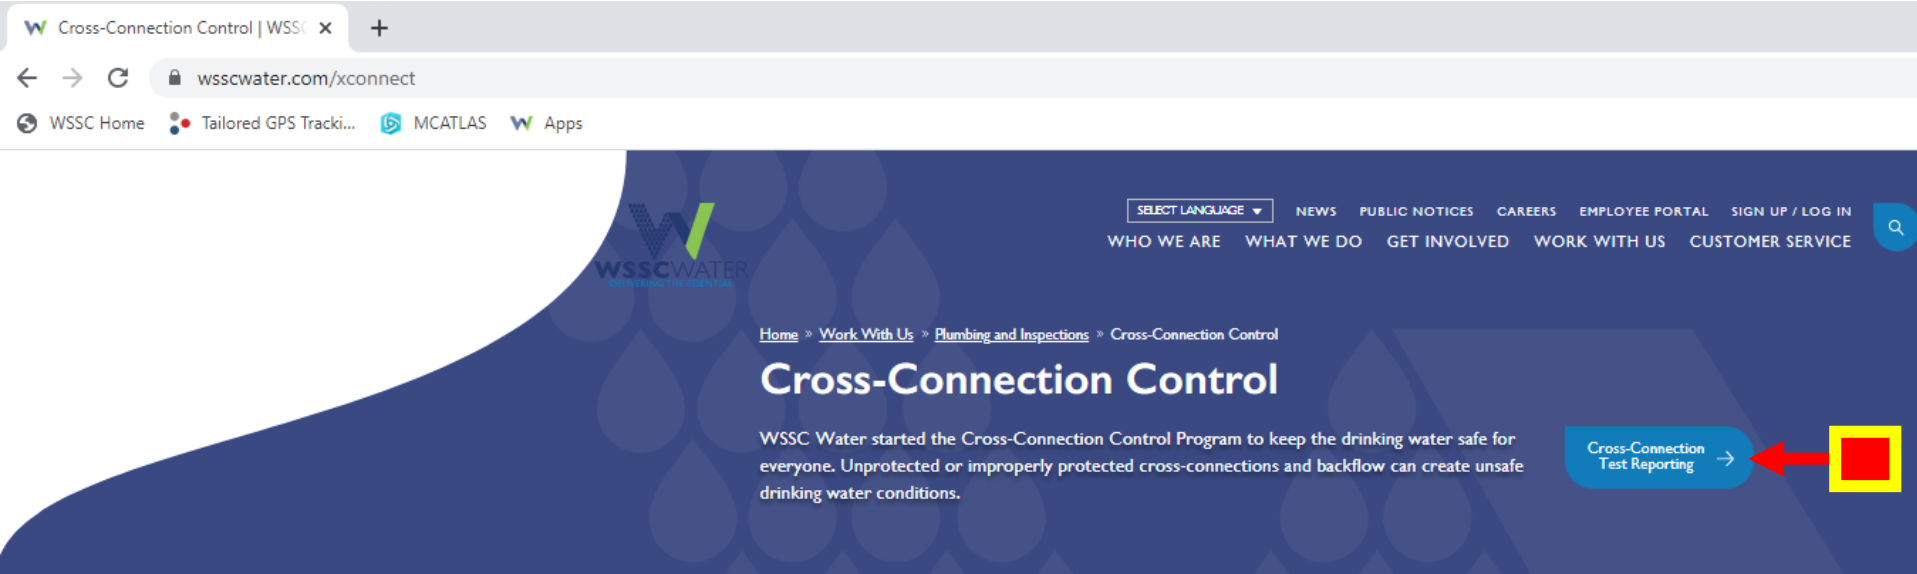 Cross-Connection Control | WSSC
wsscwater.com/xconnect
WSSC Home Tailored GPS Tracki... MCATLAS Apps
SELECT LANGUAGE NEWS PUBLIC NOTICES CAREERS EMPLOYEE PORTAL SIGN UP / LOG IN
WHO WE ARE WHAT WE DO GET INVOLVED WORK WITH US CUSTOMER SERVICE
WSSCWATER
DELIVERING THE ESSENTIAL
Home » Work With Us » Plumbing and Inspections » Cross-Connection Control
Cross-Connection Control
WSSC Water started the Cross-Connection Control Program to keep the drinking water safe for
everyone. Unprotected or improperly protected cross-connections and backflow can create unsafe
drinking water conditions.
Cross-Connection
Test Reporting